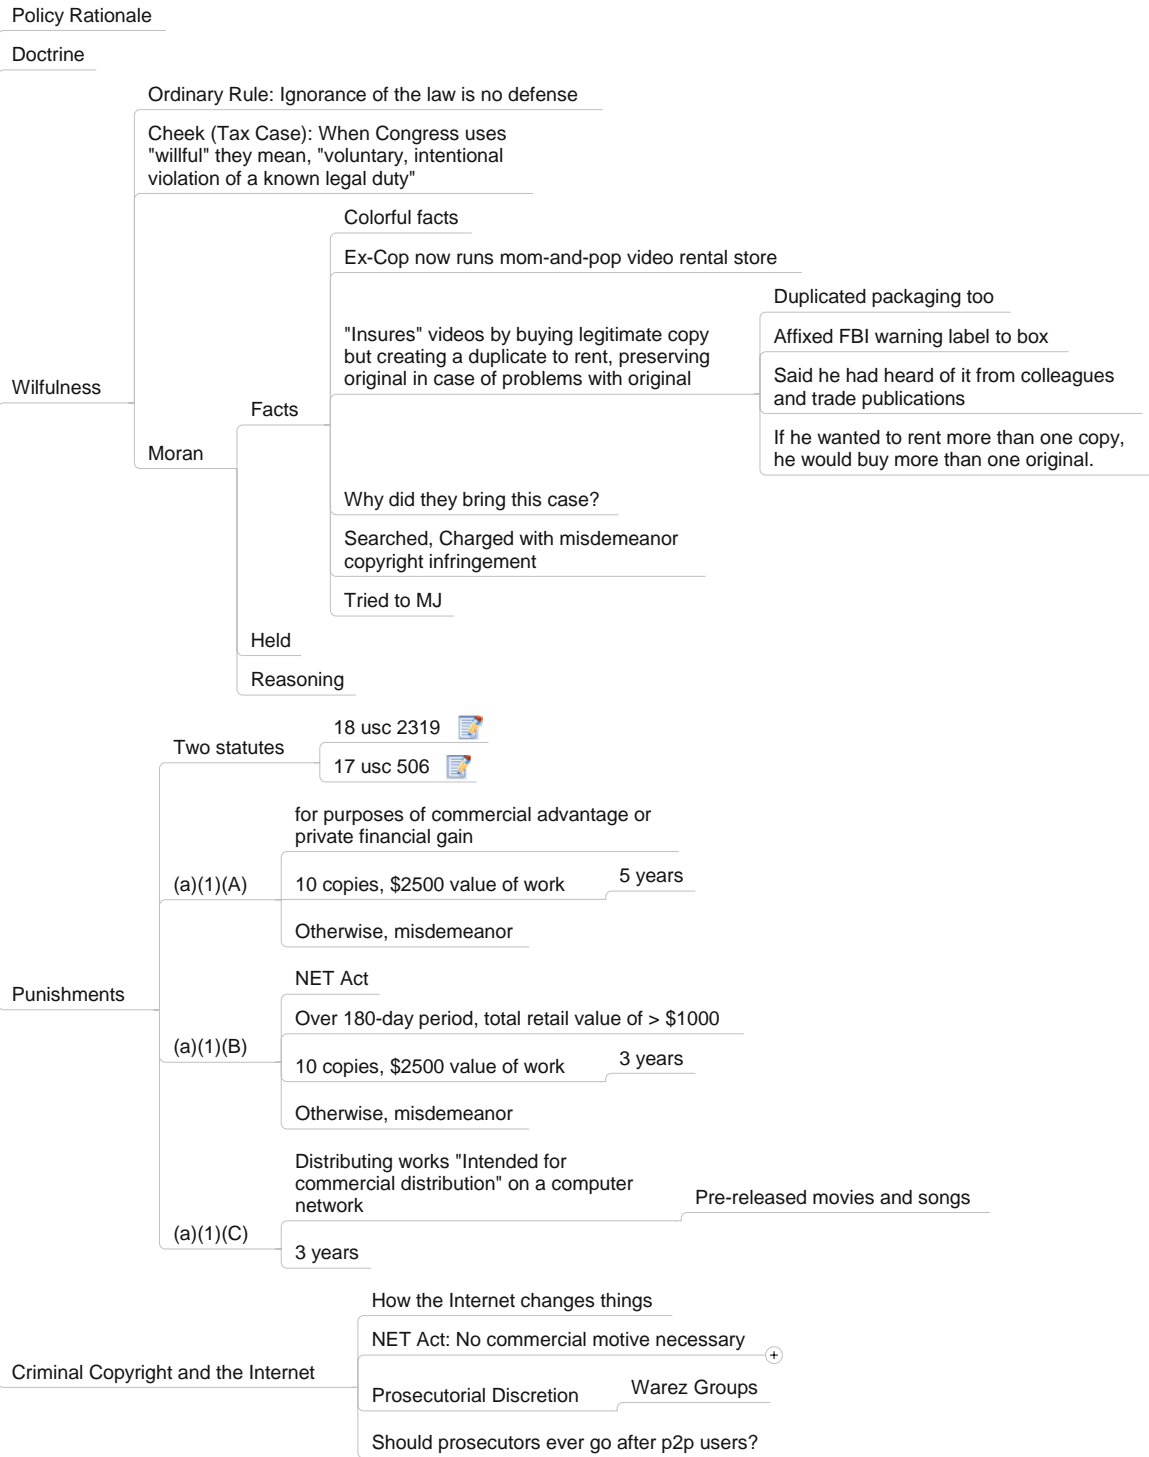 Policy Rationale
Doctrine
Wilfulness
Ordinary Rule: Ignorance of the law is no defense
Cheek (Tax Case): When Congress uses
"willful" they mean, "voluntary, intentional
violation of a known legal duty"
Moran
Facts
Colorful facts
Ex-Cop now runs mom-and-pop video rental store
"Insures" videos by buying legitimate copy
but creating a duplicate to rent, preserving
original in case of problems with original
Duplicated packaging too
Affixed FBI warning label to box
Said he had heard of it from colleagues
and trade publications
If he wanted to rent more than one copy,
he would buy more than one original.
Why did they bring this case?
Searched, Charged with misdemeanor
copyright infringement
Tried to MJ
Held
Reasoning
Punishments
Two statutes
18 usc 2319
17 usc 506
(a)(1)(A)
for purposes of commercial advantage or
private financial gain
10 copies, $2500 value of work
5 years
Otherwise, misdemeanor
(a)(1)(B)
NET Act
Over 180-day period, total retail value of > $1000
10 copies, $2500 value of work
3 years
Otherwise, misdemeanor
(a)(1)(C)
Distributing works "Intended for
commercial distribution" on a computer
network
Pre-released movies and songs
3 years
Criminal Copyright and the Internet
How the Internet changes things
NET Act: No commercial motive necessary
Prosecutorial Discretion
Warez Groups
Should prosecutors ever go after p2p users?